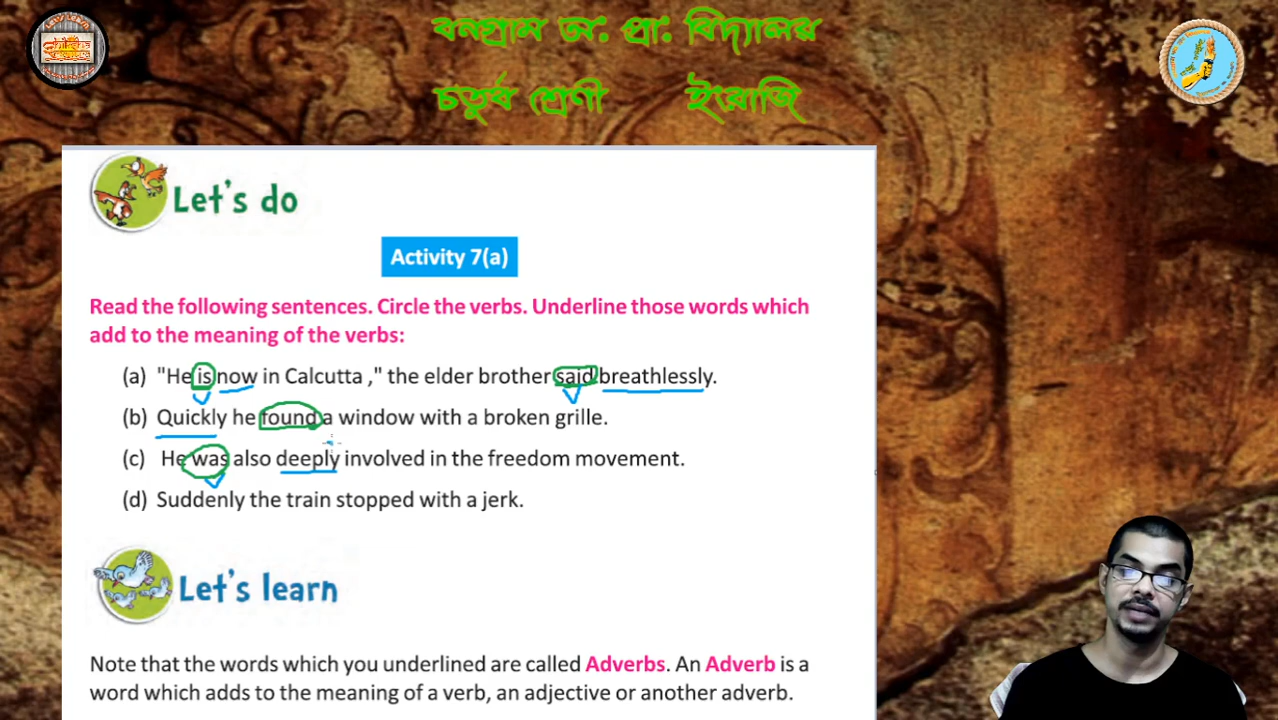 বনগ্রাম অ: প্রা: বিদ্যালয়
চতুর্থ শ্রেণী ইংরাজি
Let's do
Activity 7(a)
Read the following sentences. Circle the verbs. Underline those words which
add to the meaning of the verbs:
(a) "He is now in Calcutta ," the elder brother said breathlessly.
(b) Quickly he found a window with a broken grille.
(c) He was also deeply involved in the freedom movement.
(d) Suddenly the train stopped with a jerk.
Let's learn
Note that the words which you underlined are called Adverbs. An Adverb is a
word which adds to the meaning of a verb, an adjective or another adverb.